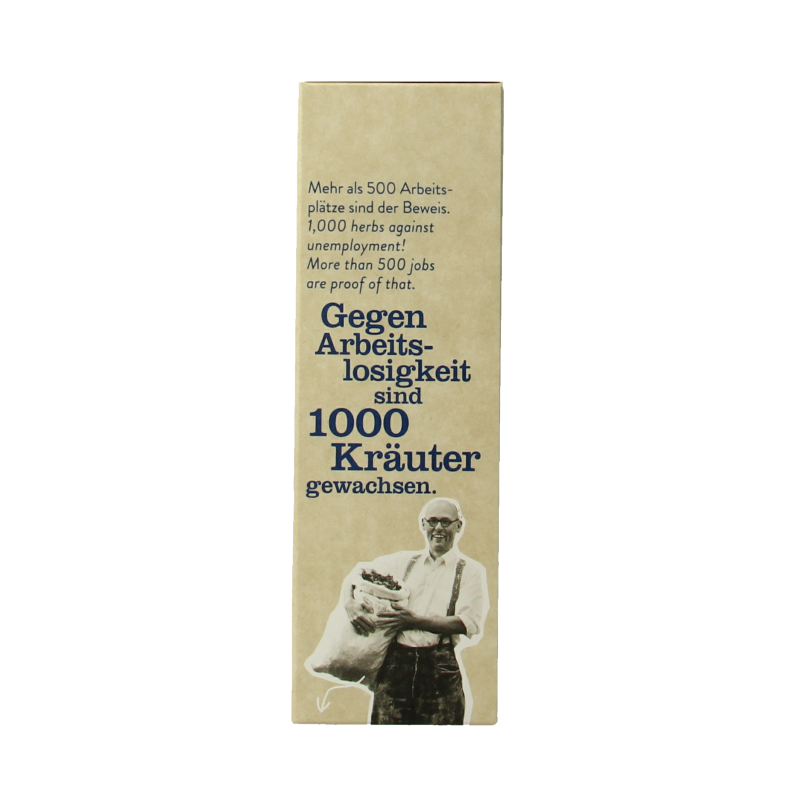 Mehr als 500 Arbeits-
plätze sind der Beweis.
1,000 herbs against
unemployment!
More than 500 jobs
are proof of that.
Gegen
Arbeits-
losigkeit
sind
1000
Kräuter
gewachsen.